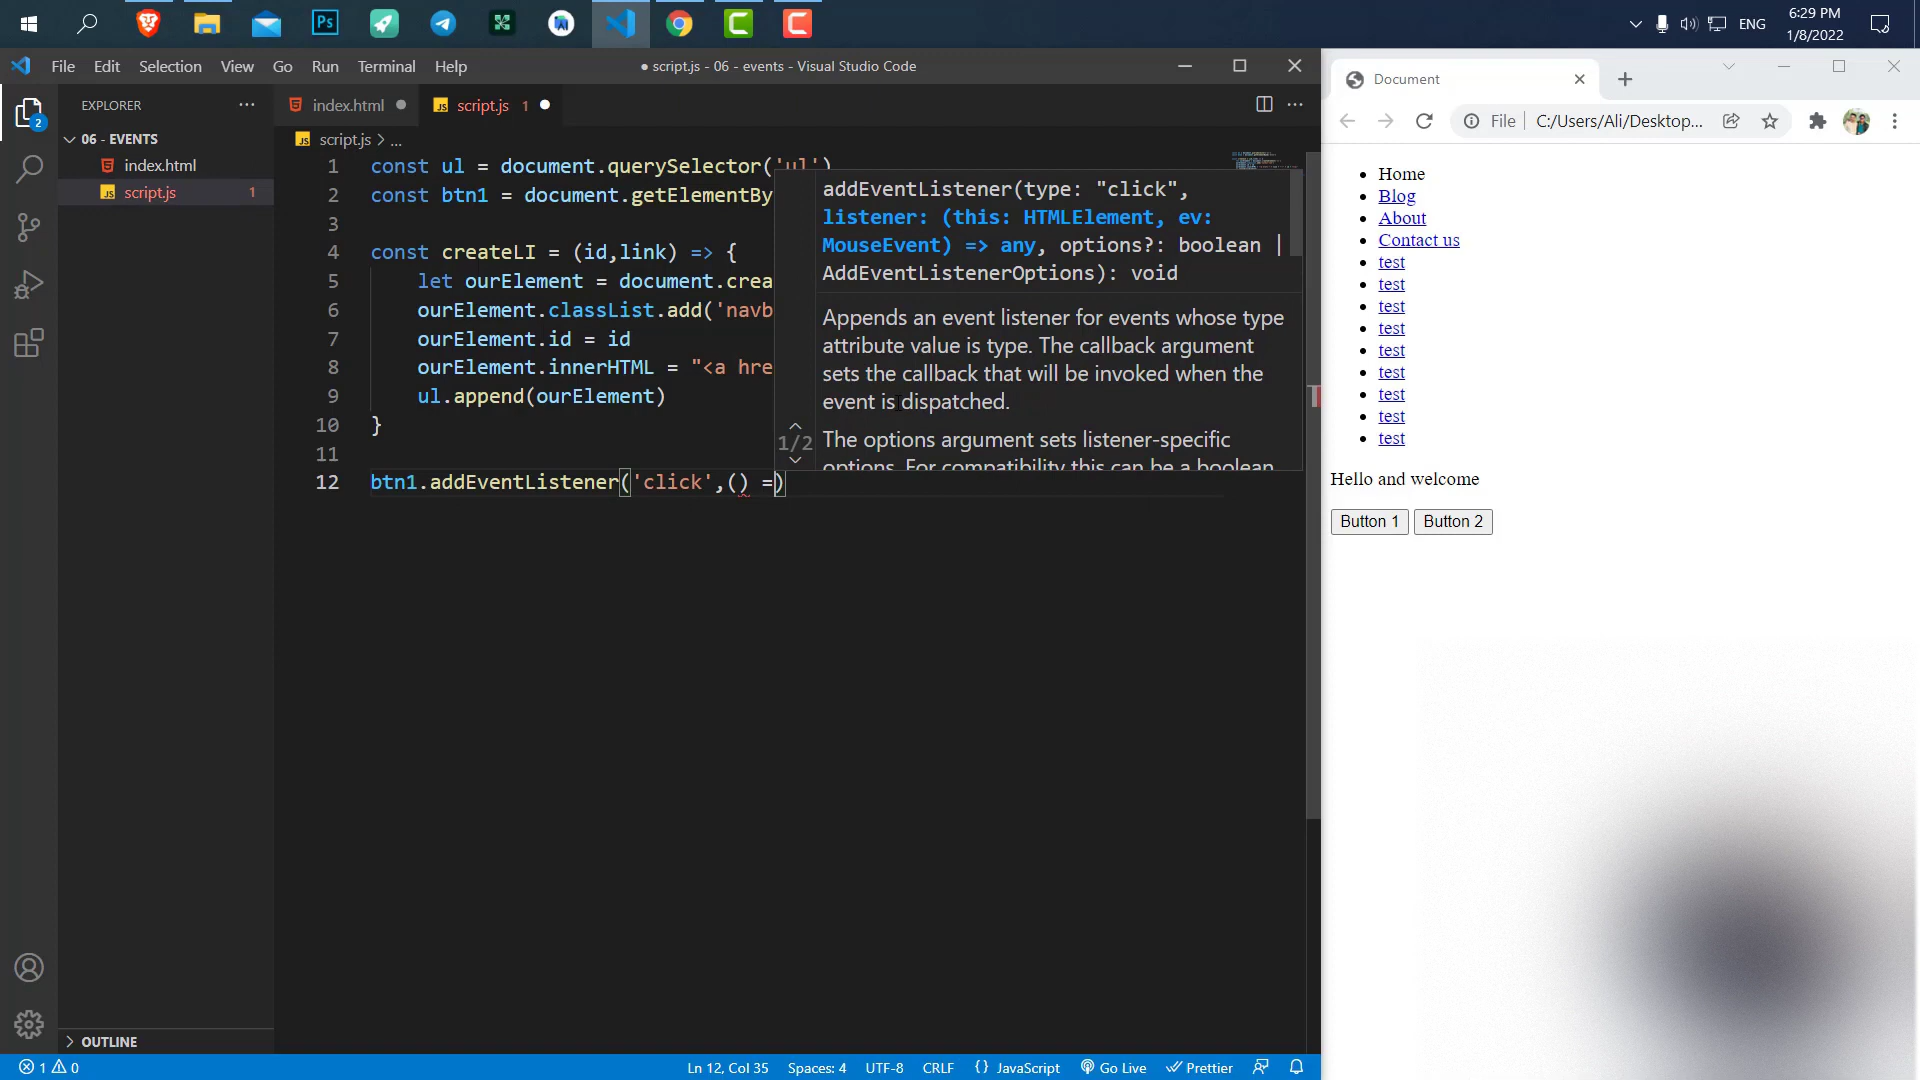 Ps
ENG
6:29 PM
1/8/2022
File Edit Selection View Go Run Terminal Help
● script.js - 06 - events - Visual Studio Code
EXPLORER
2
06 - EVENTS
index.html
script.js 1
OUTLINE
index.html
script.js 1
script.js > ...
1 const ul = document.querySelector('ul')
2 const btn1 = document.getElementBy
3
4 const createLI = (id,link) => {
5 let ourElement = document.crea
6 ourElement.classList.add('navb
7 ourElement.id = id
8 ourElement.innerHTML = "<a hre
9 ul.append(ourElement)
10 }
11
12 btn1.addEventListener('click',() =)
addEventListener(type: "click",
listener: (this: HTMLElement, ev:
MouseEvent) => any, options?: boolean |
AddEventListenerOptions): void
Appends an event listener for events whose type
attribute value is type. The callback argument
sets the callback that will be invoked when the
event is dispatched.
1/2
The options argument sets listener-specific
options. For compatibility this can be a boolean
1 0
Ln 12, Col 35
Spaces: 4
UTF-8
CRLF
{} JavaScript
Go Live
Prettier
Document
File
C:/Users/Ali/Desktop...
Home
Blog
About
Contact us
test
test
test
test
test
test
test
test
test
Hello and welcome
Button 1 Button 2